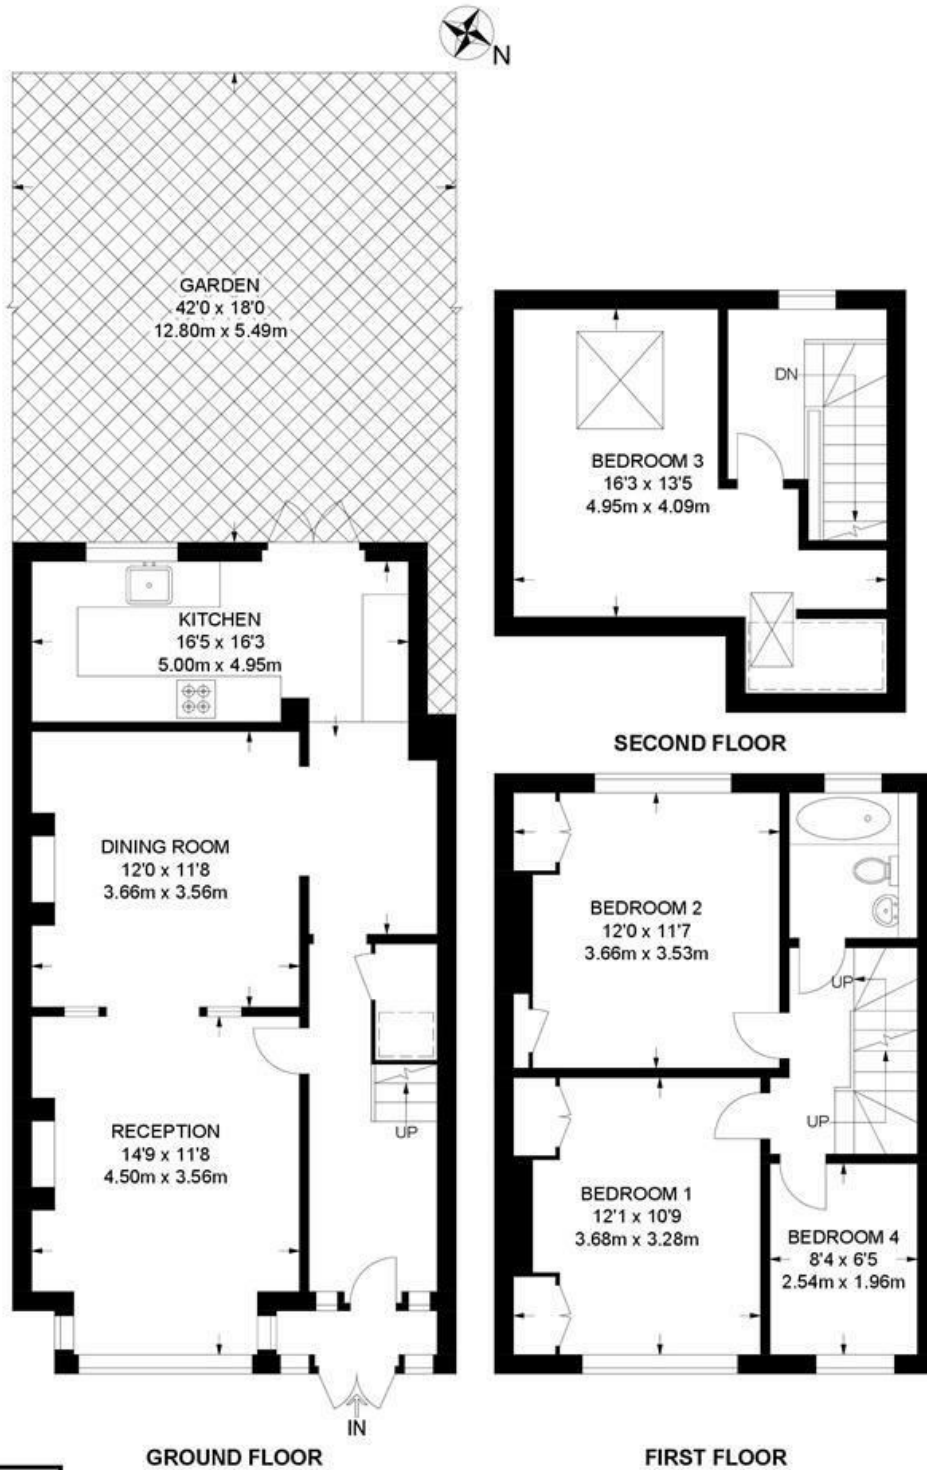 N
GARDEN
42'0 x 18'0
12.80m x 5.49m
KITCHEN
16'5 x 16'3
5.00m x 4.95m
DINING ROOM
12'0 x 11'8
3.66m x 3.56m
RECEPTION
14'9 x 11'8
4.50m x 3.56m
UP
IN
GROUND FLOOR
DN
BEDROOM 3
16'3 x 13'5
4.95m x 4.09m
SECOND FLOOR
BEDROOM 2
12'0 x 11'7
3.66m x 3.53m
UP
UP
BEDROOM 1
12'1 x 10'9
3.68m x 3.28m
BEDROOM 4
8'4 x 6'5
2.54m x 1.96m
FIRST FLOOR